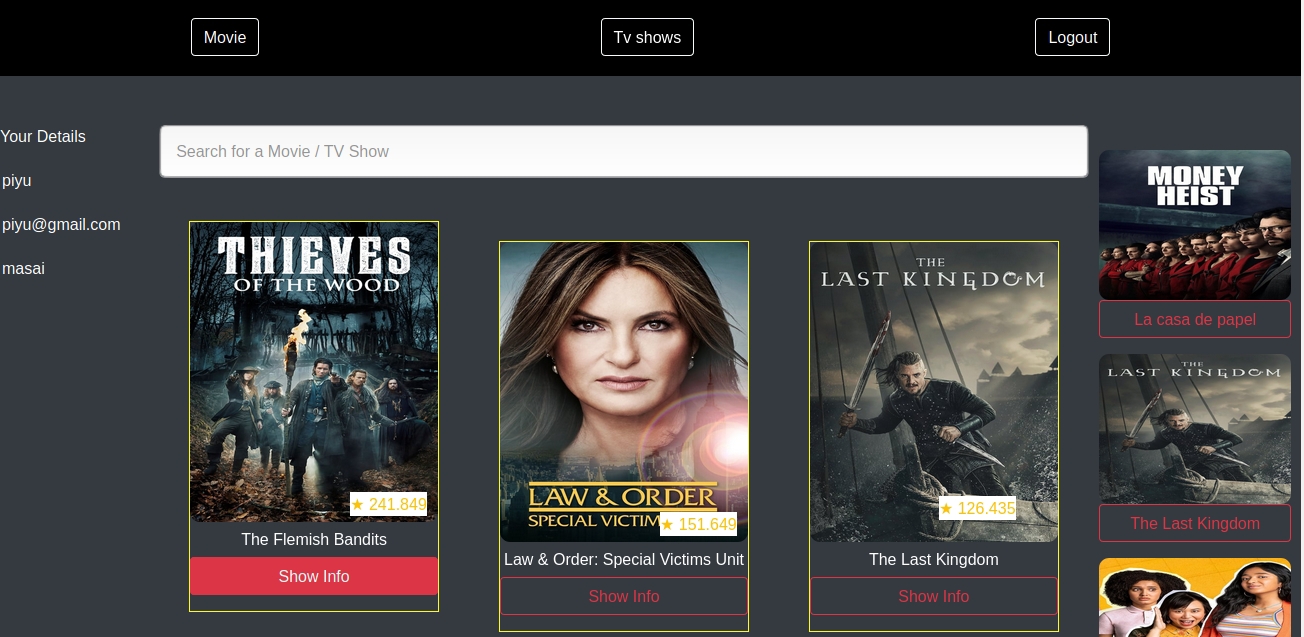 Movie
Tv shows
Logout
Your Details
piyu
piyu@gmail.com
masai
Search for a Movie / TV Show
THIEVES
OF THE WOOD
★ 241.849
The Flemish Bandits
Show Info
LAW & ORDER
SPECIAL VICTIM
★ 151.649
Law & Order: Special Victims Unit
Show Info
THE
LAST KINGDOM
★ 126.435
The Last Kingdom
Show Info
MONEY
HEIST
La casa de papel
THE
LAST KINGDOM
The Last Kingdom